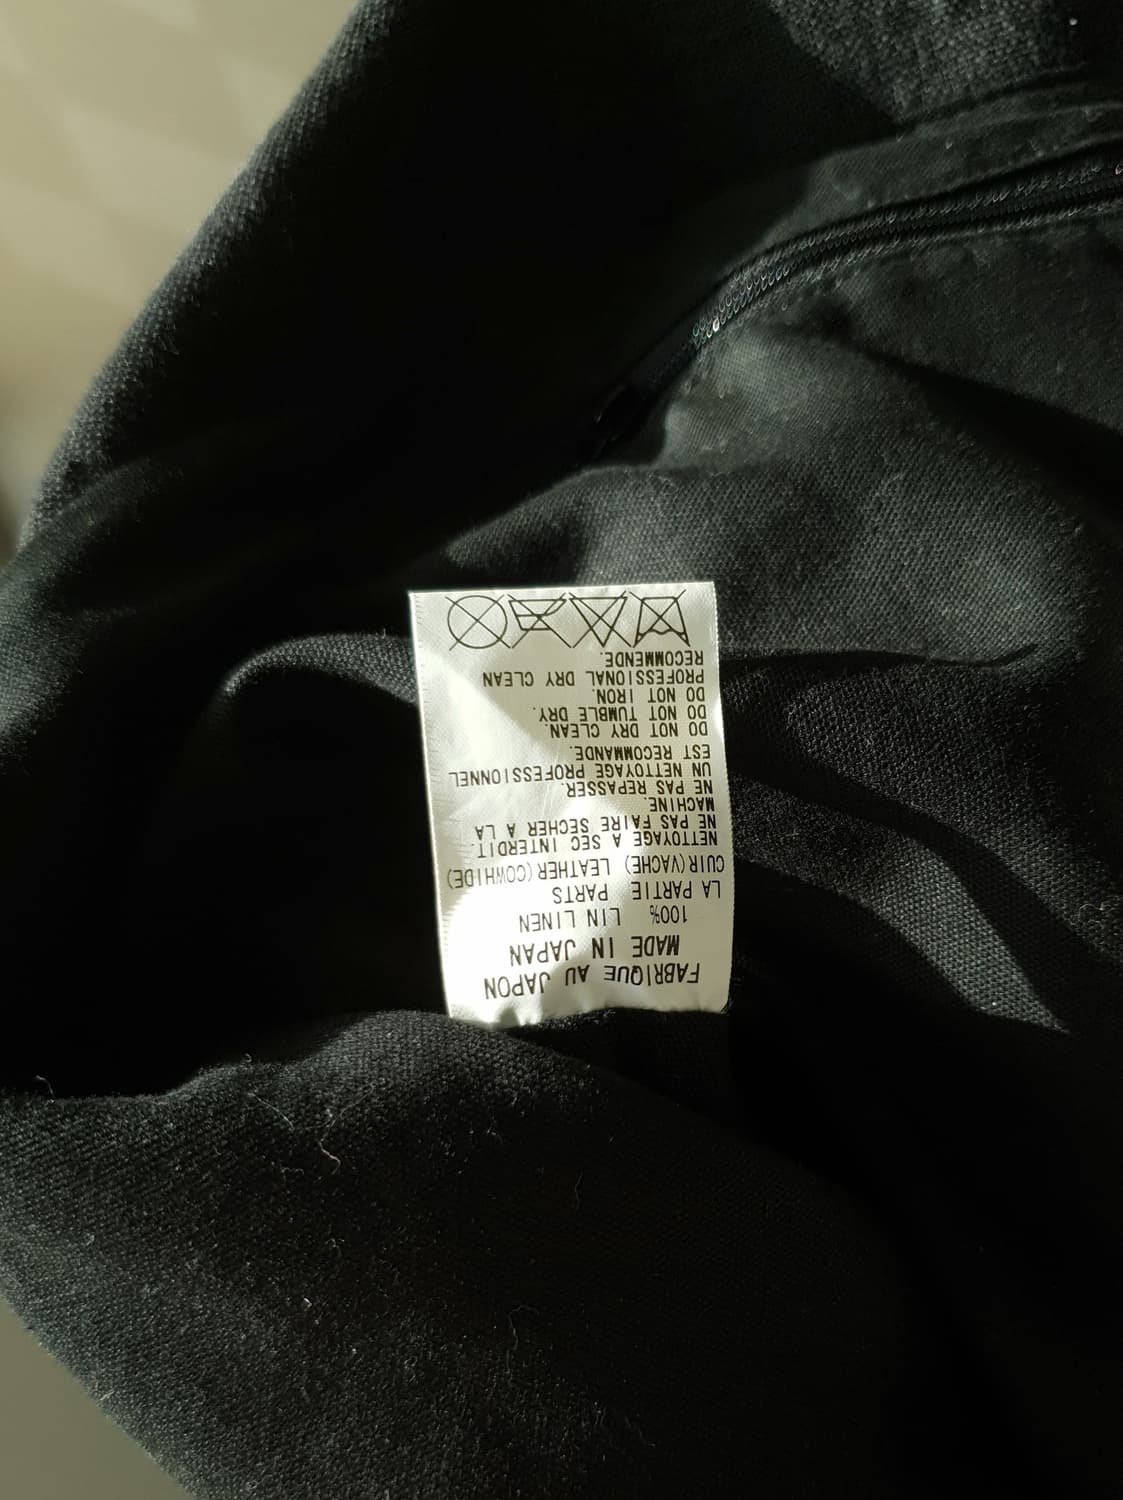 FABRIQUE AU JAPON
MADE IN JAPAN
100% LIN LINEN
LA PARTIE PARTS
CUIR(VACHE) LEATHER(COWHIDE)
NETTOYAGE A SEC INTERDIT.
NE PAS FAIRE SECHER A LA
MACHINE.
NE PAS REPASSER.
UN NETTOYAGE PROFESSIONNEL
EST RECOMMANDE.
DO NOT DRY CLEAN.
DO NOT TUMBLE DRY.
DO NOT IRON.
PROFESSIONAL DRY CLEAN
RECOMMENDE.